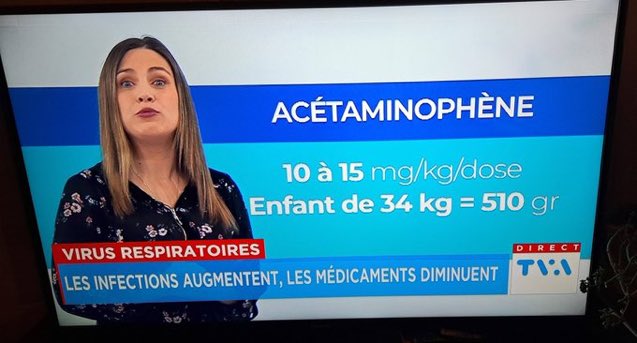 ACÉTAMINOPHÈNE
10 à 15 mg/kg/dose
Enfant de 34 kg = 510 gr
VIRUS RESPIRATOIRES
LES INFECTIONS AUGMENTENT, LES MÉDICAMENTS DIMINUENT
DIRECT
TVA